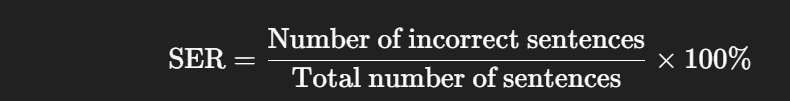 SER = Number of incorrect sentences / Total number of sentences × 100%